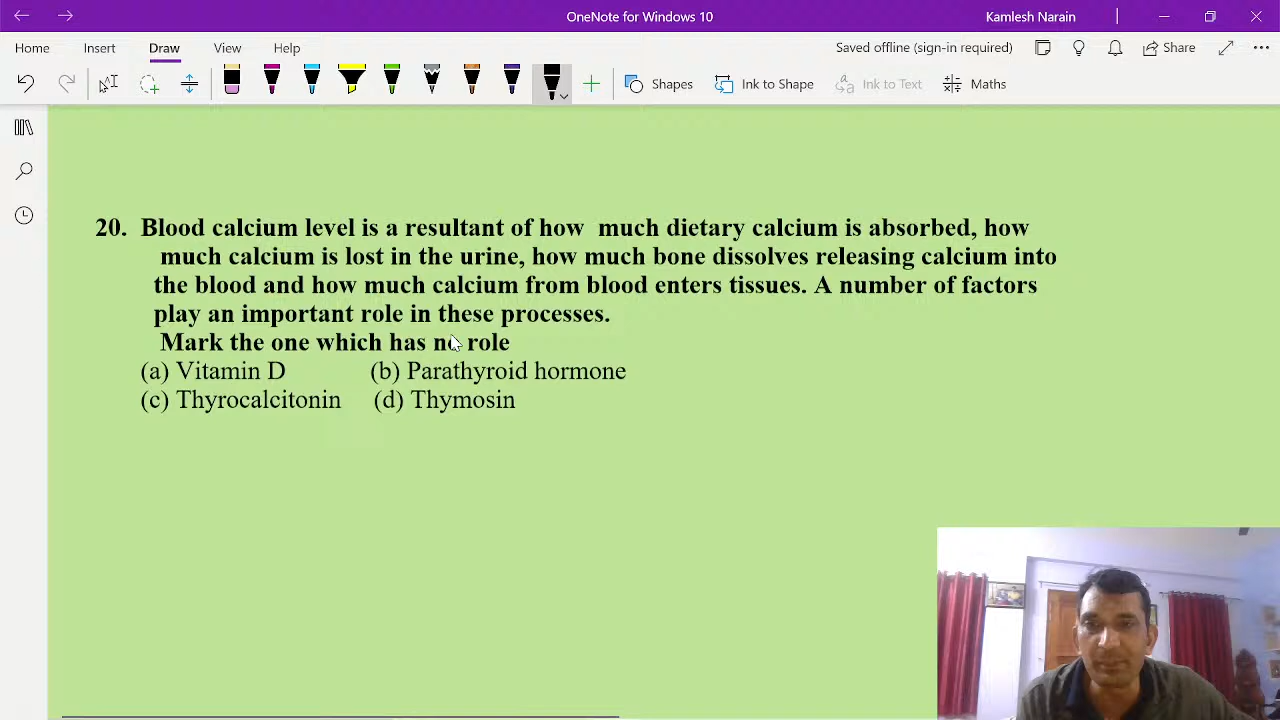 OneNote for Windows 10
Kamlesh Narain
Home Insert Draw View Help
Saved offline (sign-in required)
Share
Shapes
Ink to Shape
Ink to Text
Maths
20. Blood calcium level is a resultant of how much dietary calcium is absorbed, how
much calcium is lost in the urine, how much bone dissolves releasing calcium into
the blood and how much calcium from blood enters tissues. A number of factors
play an important role in these processes.
Mark the one which has no role
(a) Vitamin D (b) Parathyroid hormone
(c) Thyrocalcitonin (d) Thymosin